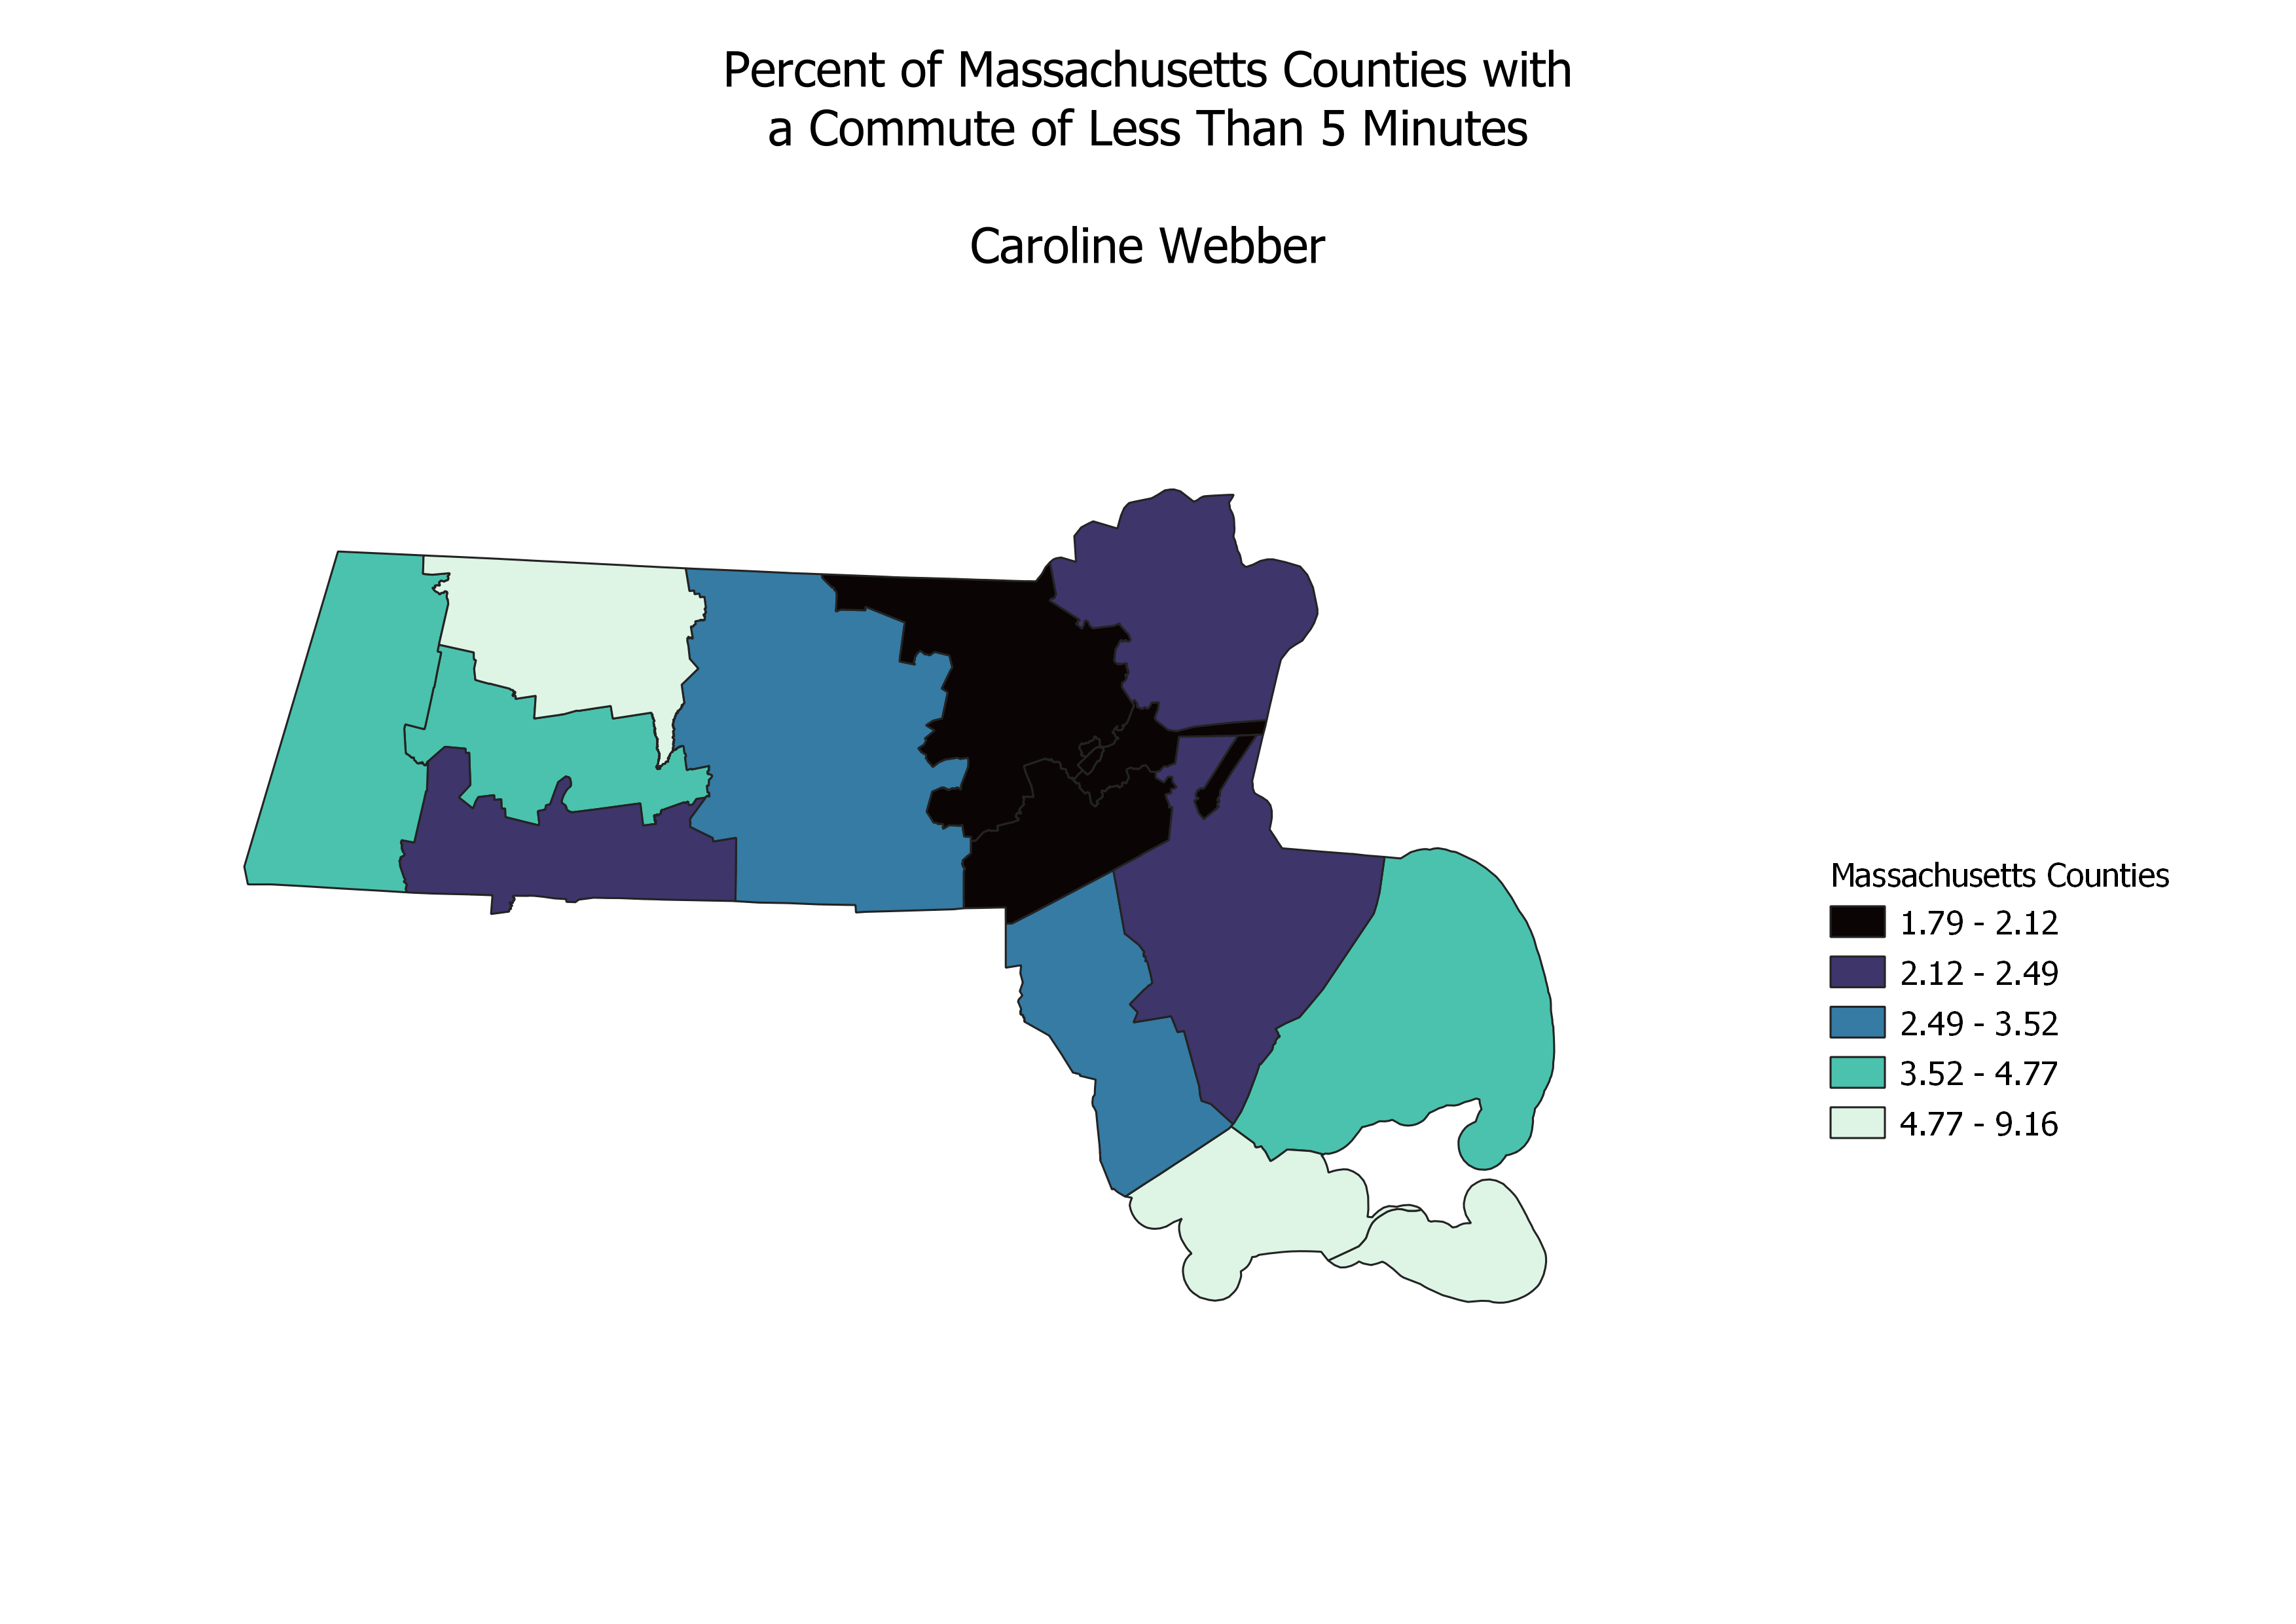 Percent of Massachusetts Counties with
a Commute of Less Than 5 Minutes
Caroline Webber
Massachusetts Counties
1.79 - 2.12
2.12 - 2.49
2.49 - 3.52
3.52 - 4.77
4.77 - 9.16